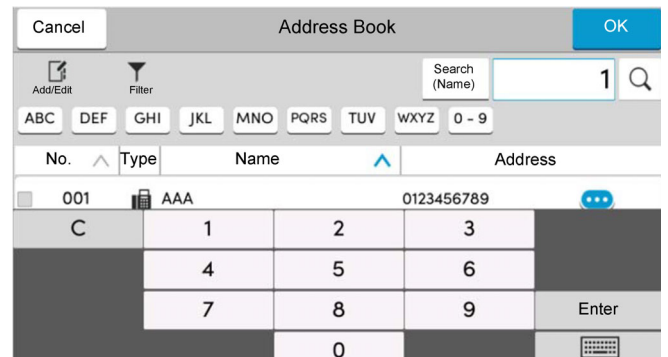 Cancel Address Book OK
Add/Edit Filter Search (Name) 1
ABC DEF GHI JKL MNO PQRS TUV WXYZ 0 - 9
No. Type Name Address
001 AAA 0123456789
C 1 2 3
4 5 6
7 8 9 Enter
0